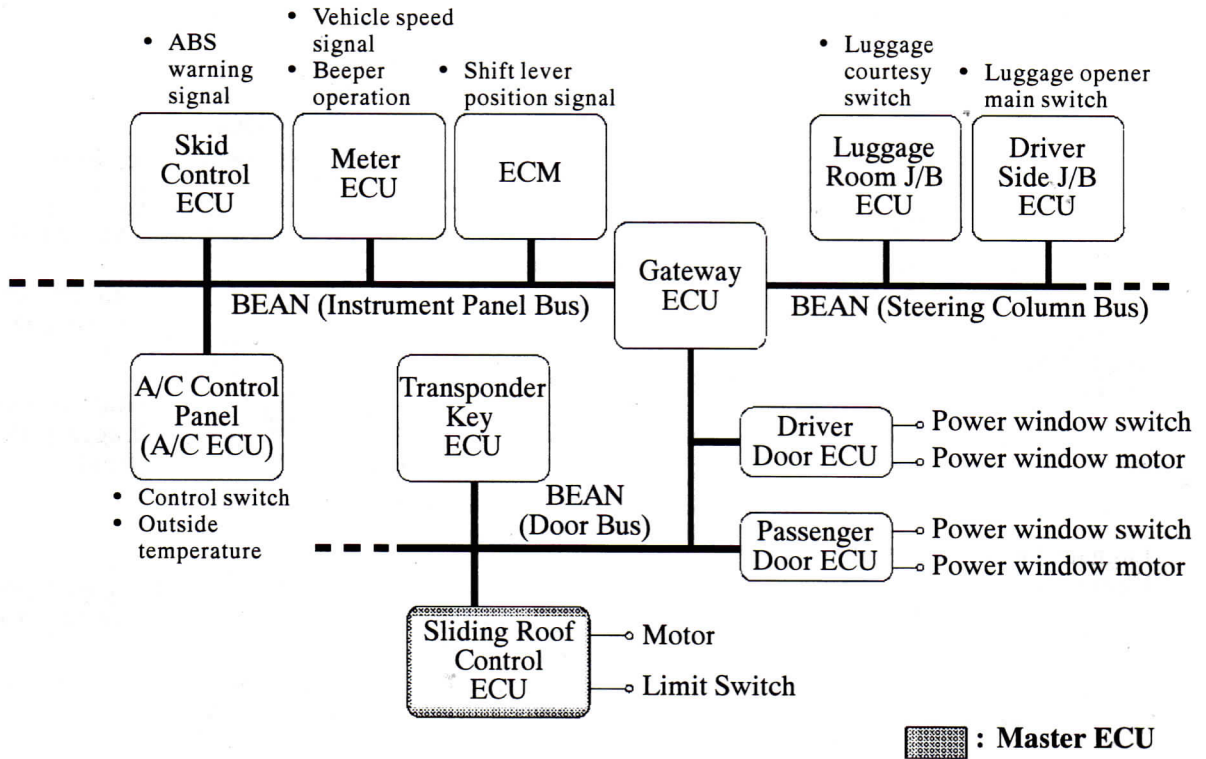 • ABS
warning
signal
• Vehicle speed
signal
• Beeper
operation
• Shift lever
position signal
• Luggage
courtesy
switch
• Luggage opener
main switch
Skid
Control
ECU
Meter
ECU
ECM
Gateway
ECU
Luggage
Room J/B
ECU
Driver
Side J/B
ECU
BEAN (Instrument Panel Bus)
BEAN (Steering Column Bus)
A/C Control
Panel
(A/C ECU)
• Control switch
• Outside
temperature
Transponder
Key
ECU
BEAN
(Door Bus)
Driver
Door ECU
Power window switch
Power window motor
Passenger
Door ECU
Power window switch
Power window motor
Sliding Roof
Control
ECU
Motor
Limit Switch
: Master ECU